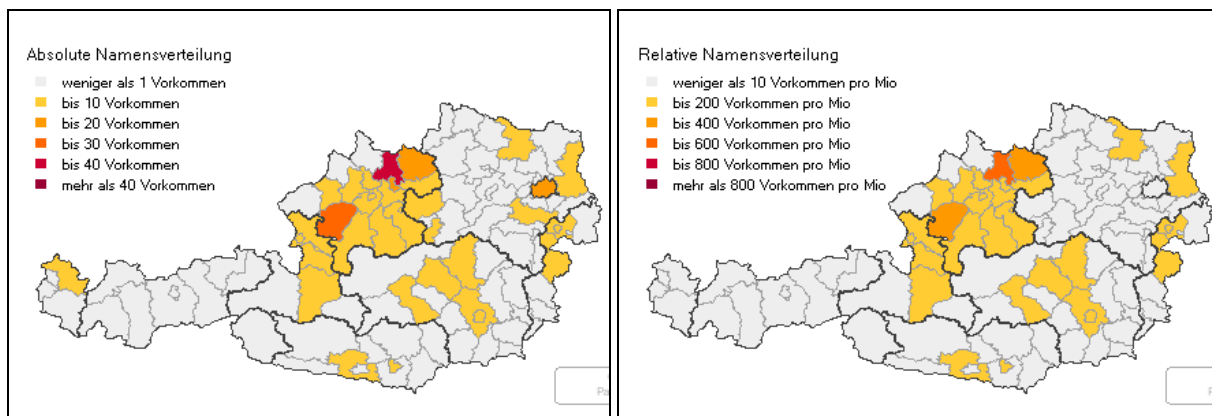 Absolute Namensverteilung
weniger als 1 Vorkommen
bis 10 Vorkommen
bis 20 Vorkommen
bis 30 Vorkommen
bis 40 Vorkommen
mehr als 40 Vorkommen
Pa
Relative Namensverteilung
weniger als 10 Vorkommen pro Mio
bis 200 Vorkommen pro Mio
bis 400 Vorkommen pro Mio
bis 600 Vorkommen pro Mio
bis 800 Vorkommen pro Mio
mehr als 800 Vorkommen pro Mio